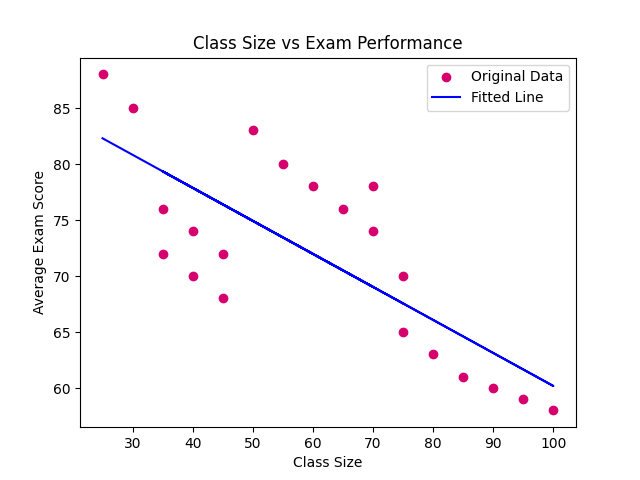 Class Size vs Exam Performance
Original Data
Fitted Line
Average Exam Score
85
80
75
70
65
60
30 40 50 60 70 80 90 100
Class Size